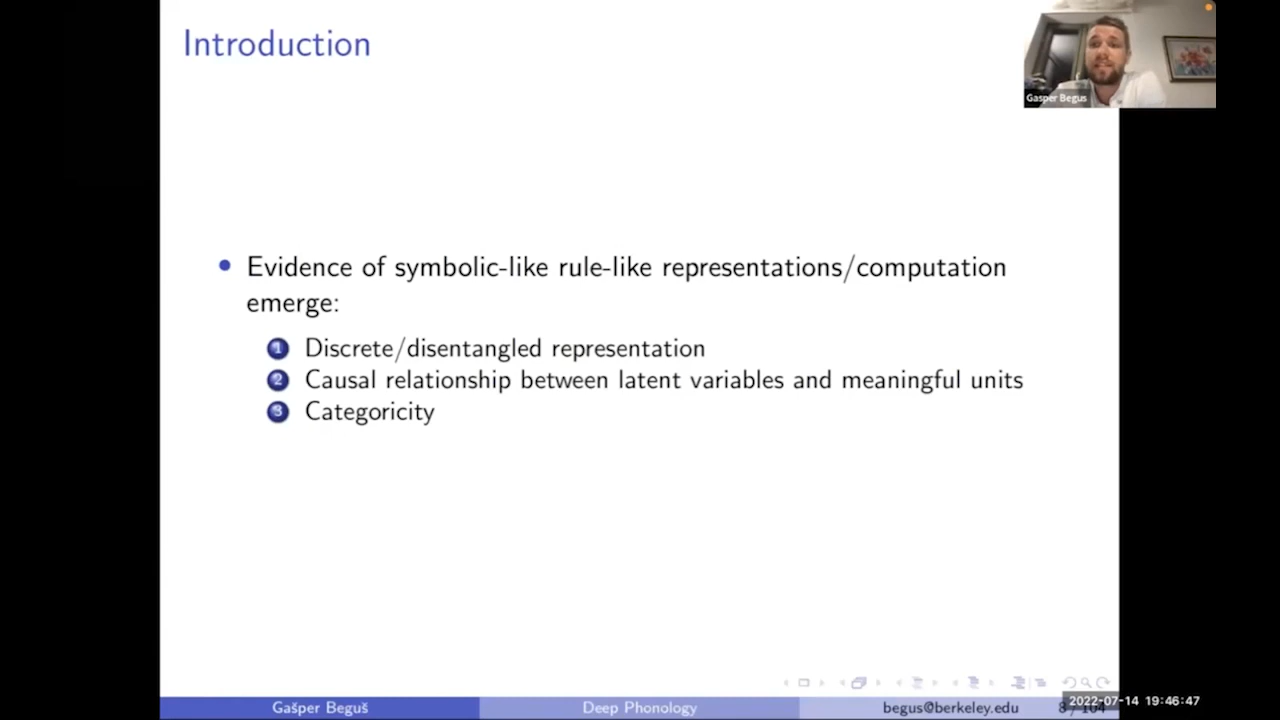 Introduction
Gasper Begus
Evidence of symbolic-like rule-like representations/computation
emerge:
1 Discrete/disentangled representation
2 Causal relationship between latent variables and meaningful units
3 Categoricity
Gašper Beguš
Deep Phonology
begus@berkeley.edu
2022-07-14 19:46:47